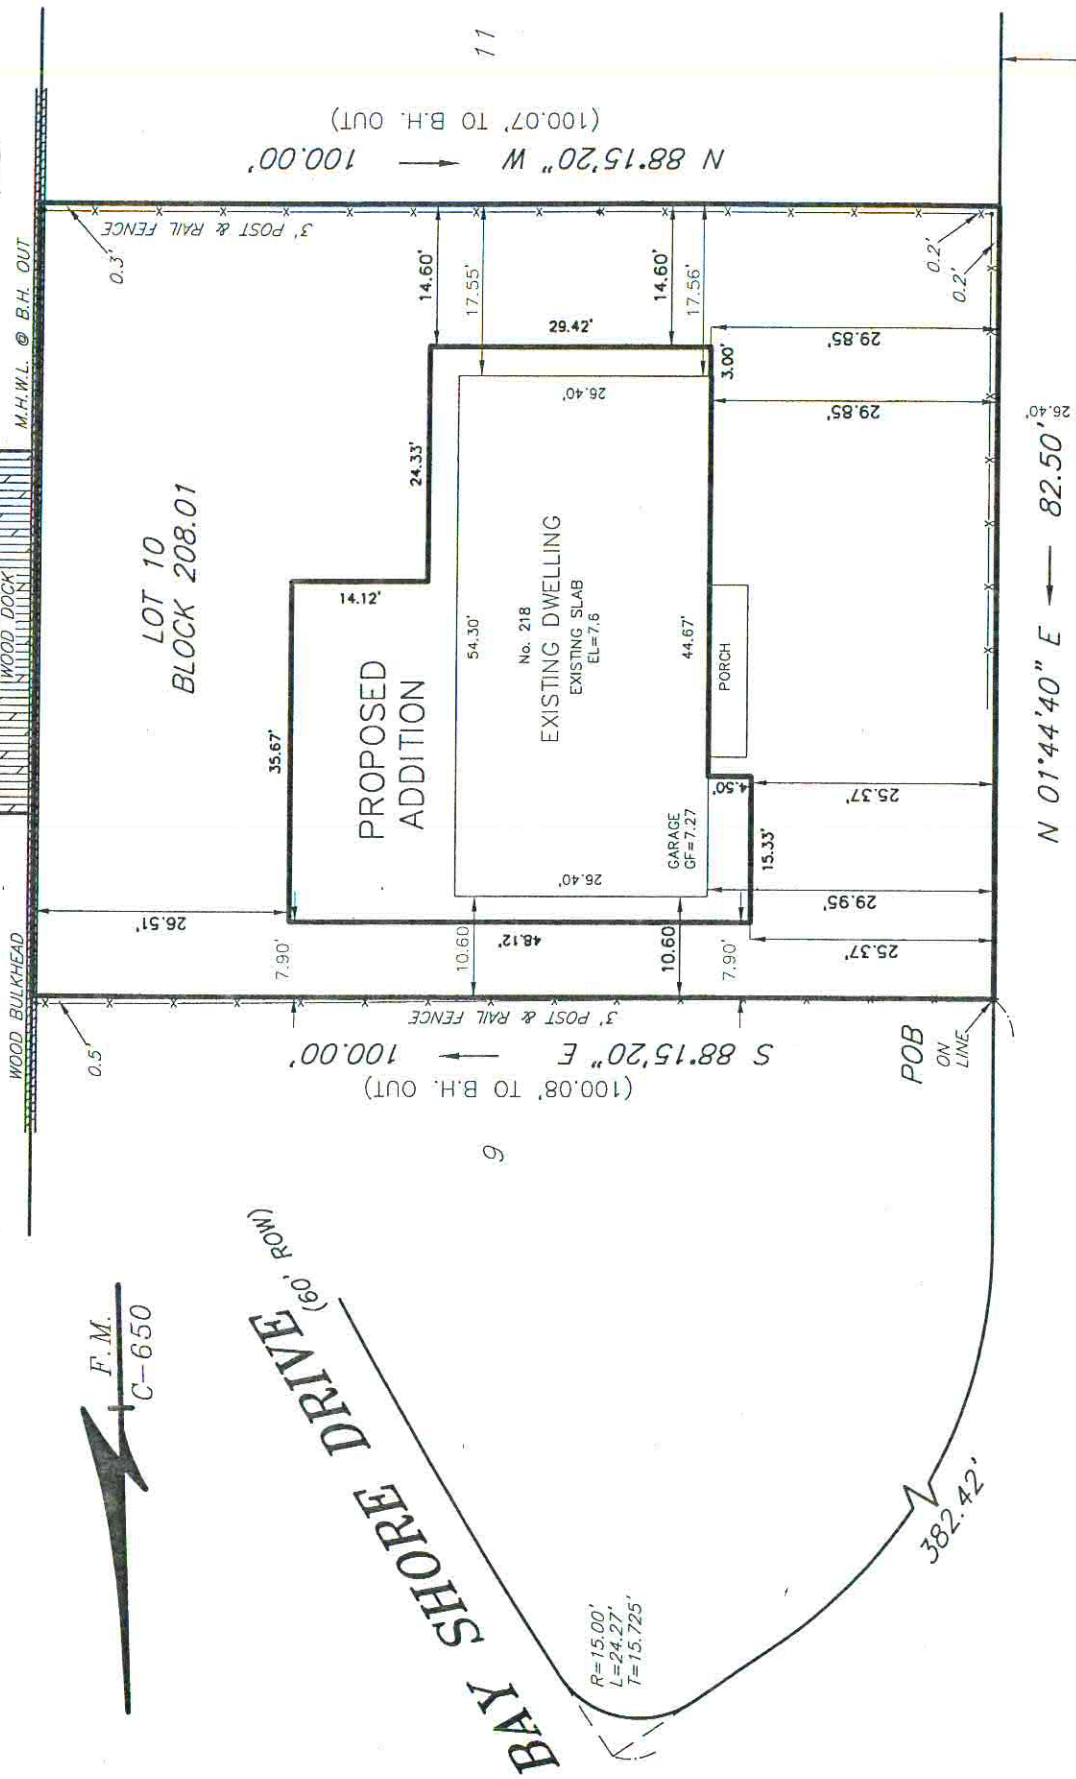 WOOD BULKHEAD
WOOD DOCK
M.H.W.L. @ B.H. OUT
0.5'
0.3'
26.51'
LOT 10
BLOCK 208.01
3' POST & RAIL FENCE
(100.07' TO B.H. OUT)
N 88°15'20" W 100.00'
11
35.67'
14.12'
24.33'
29.42'
14.60'
17.55'
14.60'
17.56'
PROPOSED
ADDITION
54.30'
No. 218
EXISTING DWELLING
EXISTING SLAB
EL=7.6
44.67'
26.40'
26.40'
GARAGE
GF=7.27
PORCH
4.50'
15.33'
3.00'
48.12'
7.90'
10.60
10.60
7.90'
29.95'
25.37'
25.37'
29.85'
29.85'
0.2'
0.2'
3' POST & RAIL FENCE
S 88°15'20" E 100.00'
(100.08' TO B.H. OUT)
9
POB
ON
LINE
N 01°44'40" E 82.50'
26.40'
F.M.
C-650
BAY SHORE DRIVE
(60' ROW)
R=15.00'
L=24.27'
T=15.725'
382.42'